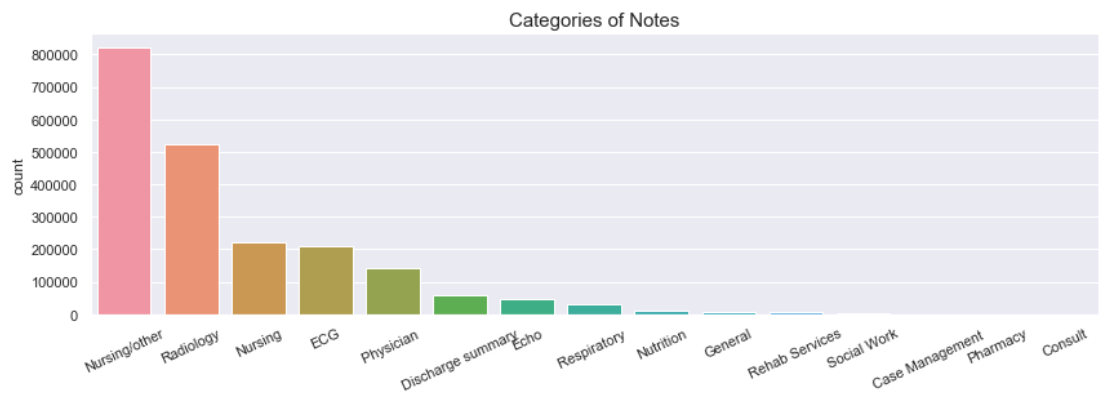 Categories of Notes
800000
700000
600000
500000
400000
300000
200000
100000
0
count
Nursing/other
Radiology
Nursing
ECG
Physician
Discharge summary
Echo
Respiratory
Nutrition
General
Rehab Services
Social Work
Case Management
Pharmacy
Consult